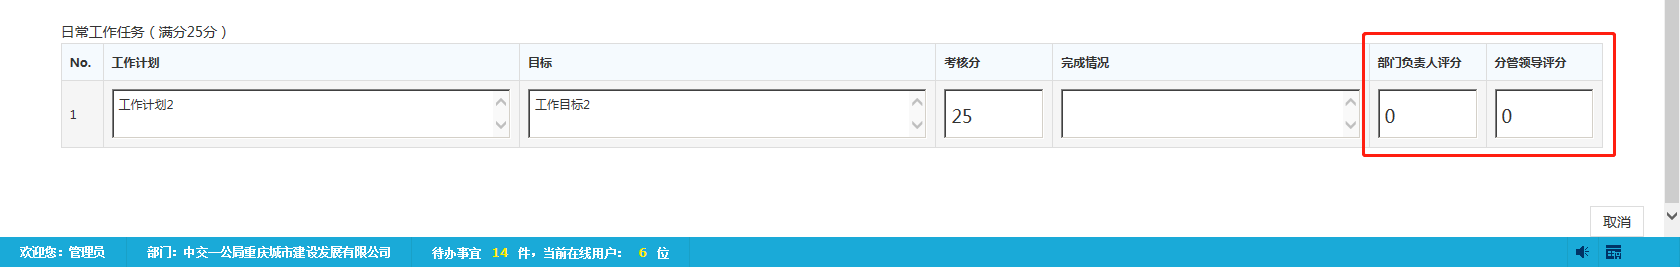 日常工作任务（满分25分）
No. 工作计划 目标 考核分 完成情况 部门负责人评分 分管领导评分
1 工作计划2 工作目标2 25 0 0
取消
欢迎您：管理员 部门：中交一公局重庆城市建设发展有限公司 待办事宜 14 件，当前在线用户： 6 位